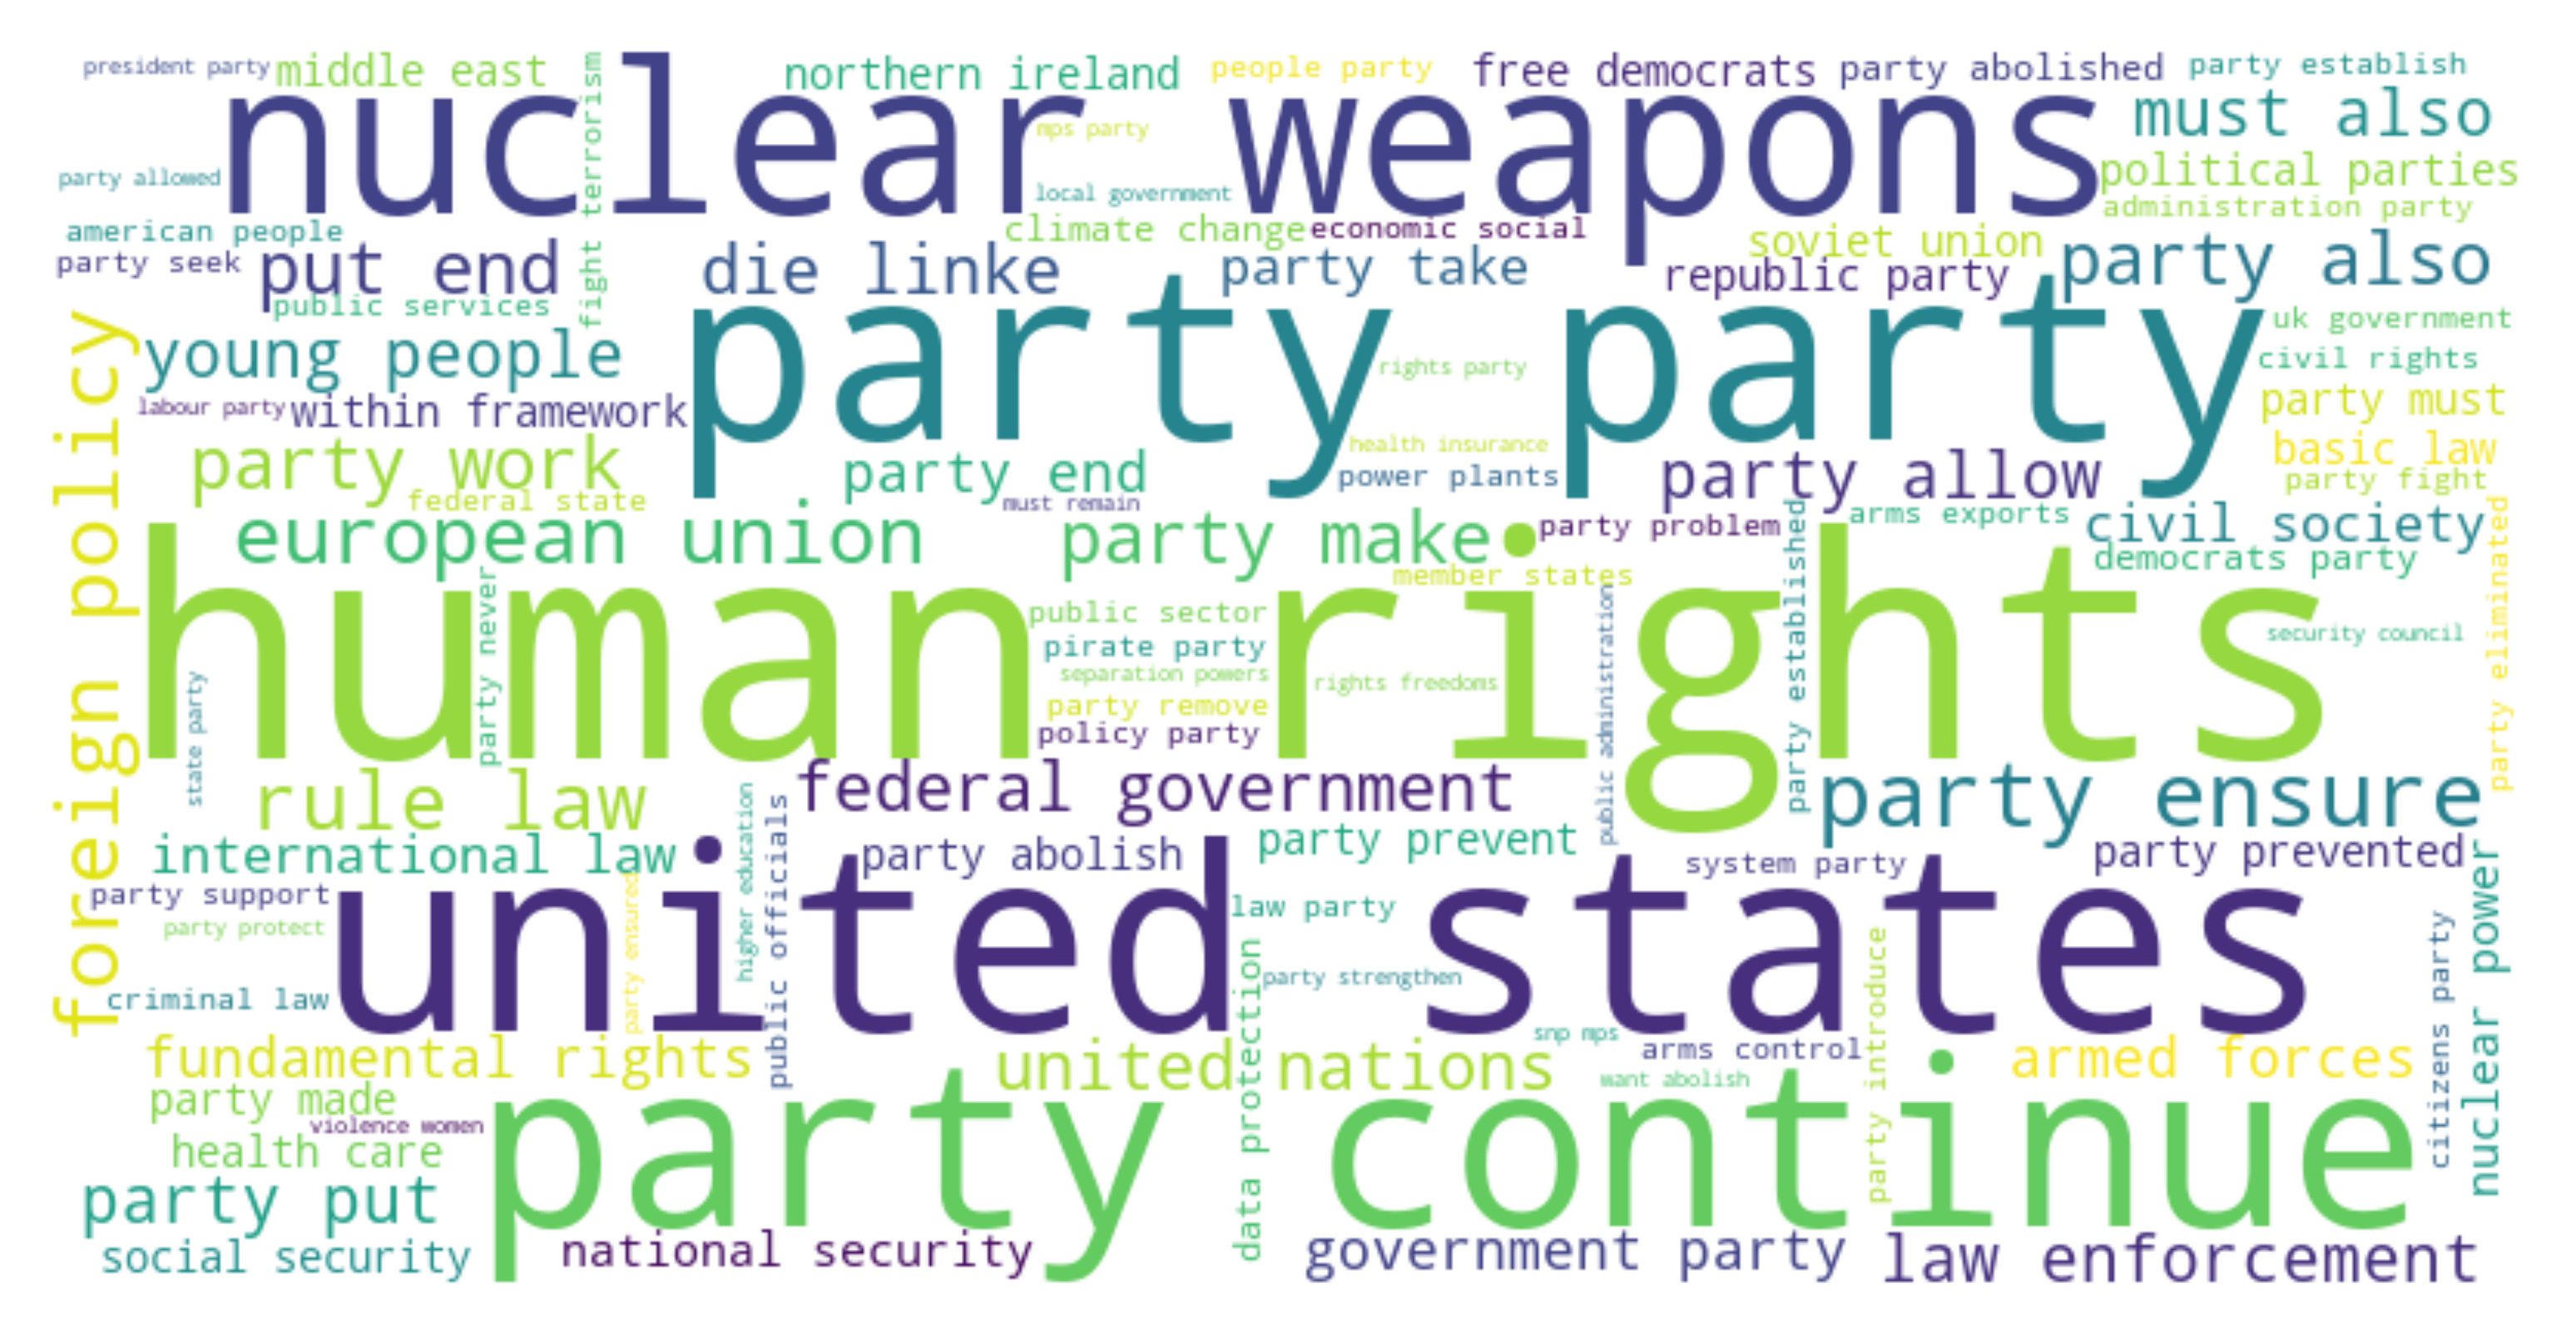 president party
middle east
fight terrorism
northern ireland
people party
free democrats
party abolished
party establish
nuclear weapons
must also
mps party
party allowed
local government
political parties
administration party
american people
climate change
economic social
soviet union
party also
party seek
put end
die linke
party take
republic party
public services
party party
uk government
young people
rights party
civil rights
labour party
within framework
party must
foreign policy
party work
health insurance
basic law
party end
power plants
party allow
party fight
federal state
must remain
european union
party make
party problem
arms exports
civil society
democrats party
party eliminated
human rights
party never
member states
party established
public sector
public administration
pirate party
security council
separation powers
rights freedoms
state party
party remove
policy party
rule law
federal government
party ensure
higher education
public officials
international law
party abolish
party prevent
system party
party prevented
nuclear power
party support
united states
law party
party protect
party ensured
party strengthen
criminal law
data protection
party introduce
citizens party
snp mps
arms control
fundamental rights
united nations
armed forces
want abolish
party made
violence women
party continue
health care
party put
social security
national security
government party
law enforcement